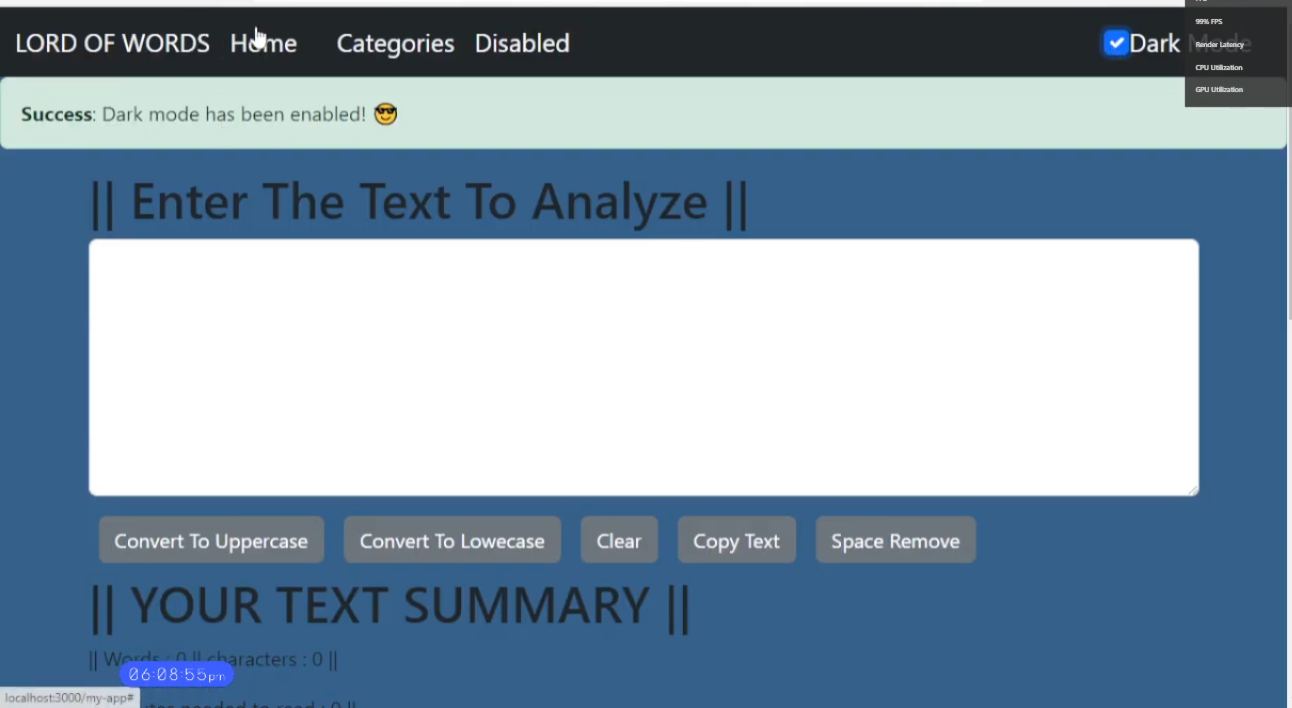 LORD OF WORDS Home Categories Disabled Dark Mode
99% FPS
Render Latency
CPU Utilization
GPU Utilization
Success: Dark mode has been enabled! 😎
|| Enter The Text To Analyze ||
Convert To Uppercase Convert To Lowecase Clear Copy Text Space Remove
|| YOUR TEXT SUMMARY ||
|| Words : 0 || characters : 0 ||
06:08:55pm
localhost:3000/my-app#
needed to read : 0 ||